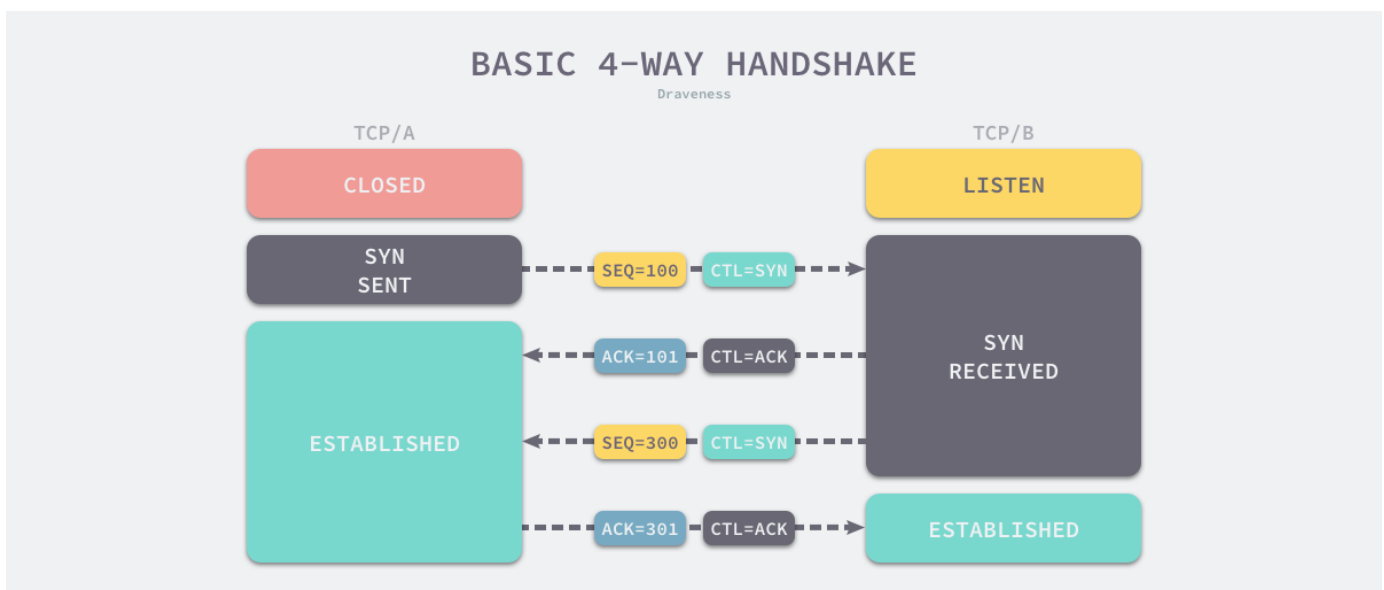 BASIC 4-WAY HANDSHAKE
Draveness
TCP/A
TCP/B
CLOSED
LISTEN
SYN
SENT
SEQ=100
CTL=SYN
SYN
RECEIVED
ACK=101
CTL=ACK
ESTABLISHED
SEQ=300
CTL=SYN
ACK=301
CTL=ACK
ESTABLISHED